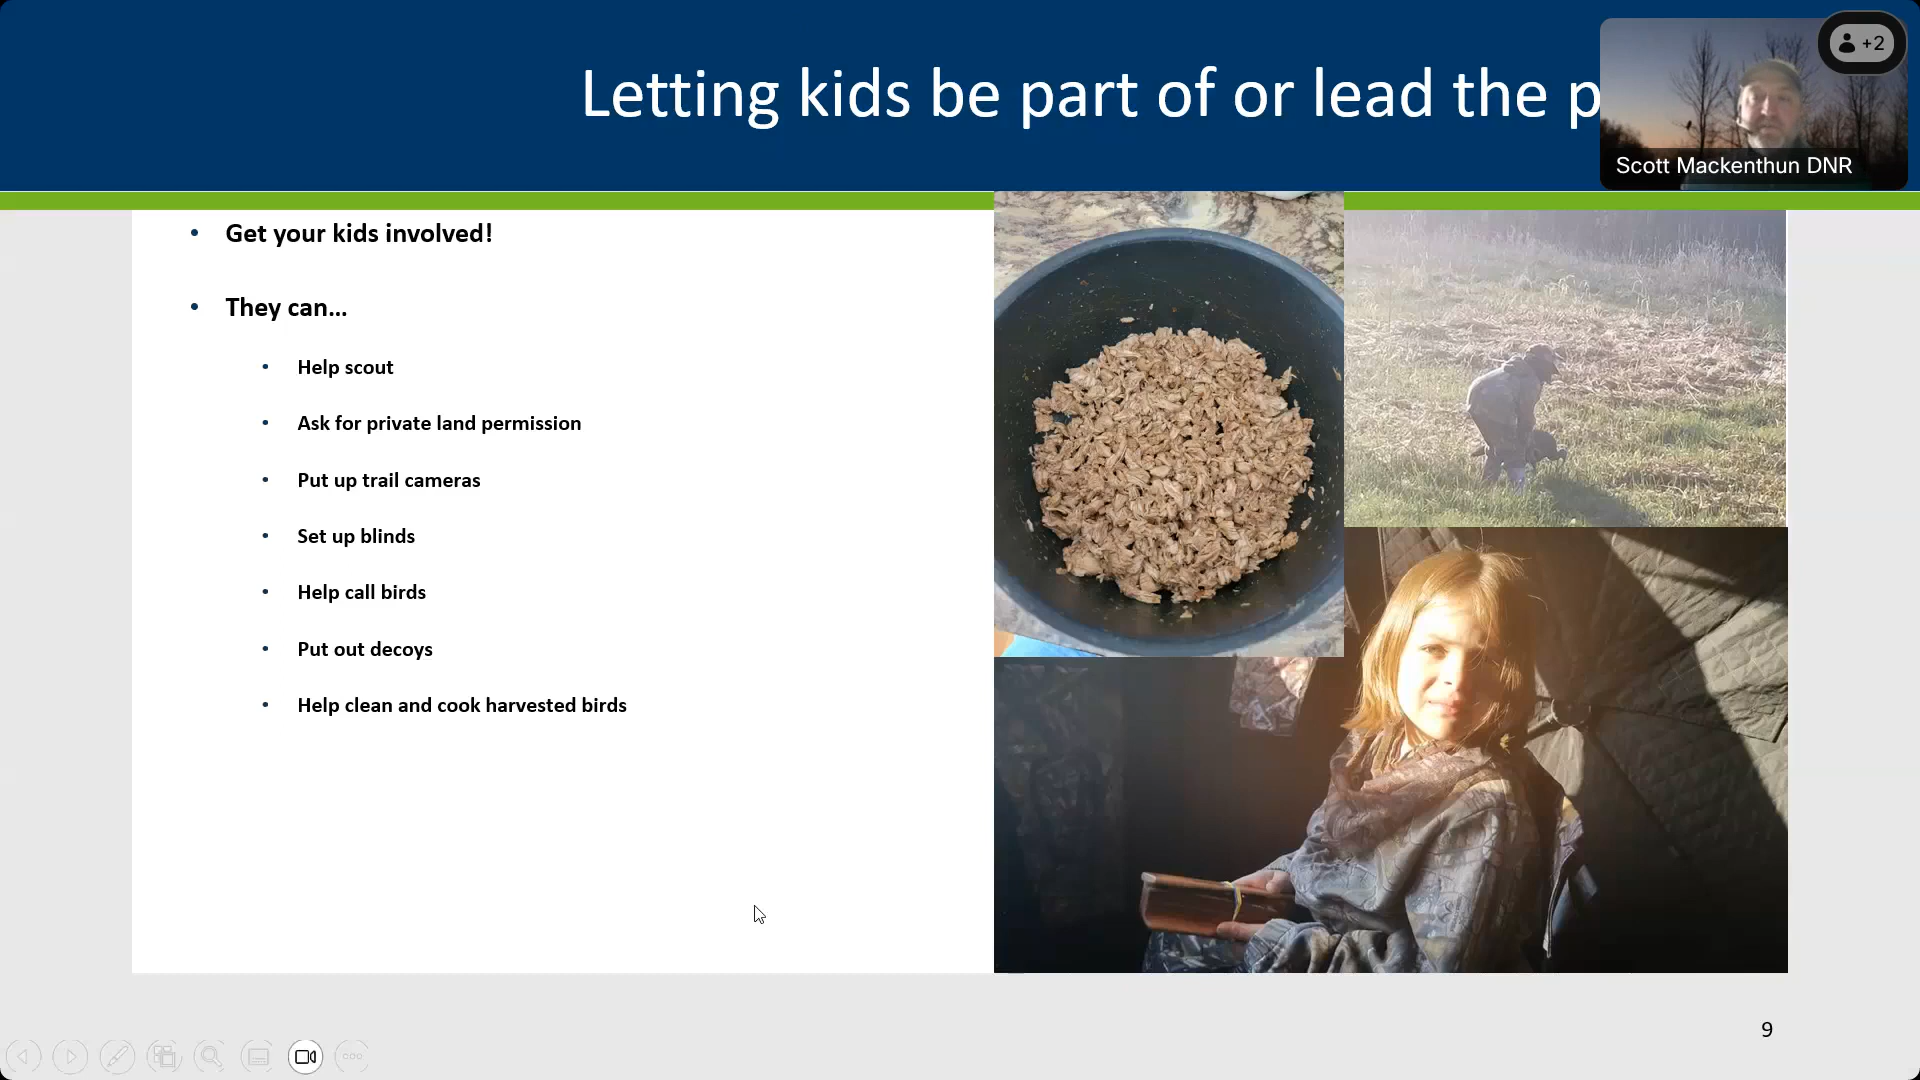 Letting kids be part of or lead the p
+2
Scott Mackenthun DNR
• Get your kids involved!
• They can...
• Help scout
• Ask for private land permission
• Put up trail cameras
• Set up blinds
• Help call birds
• Put out decoys
• Help clean and cook harvested birds
9